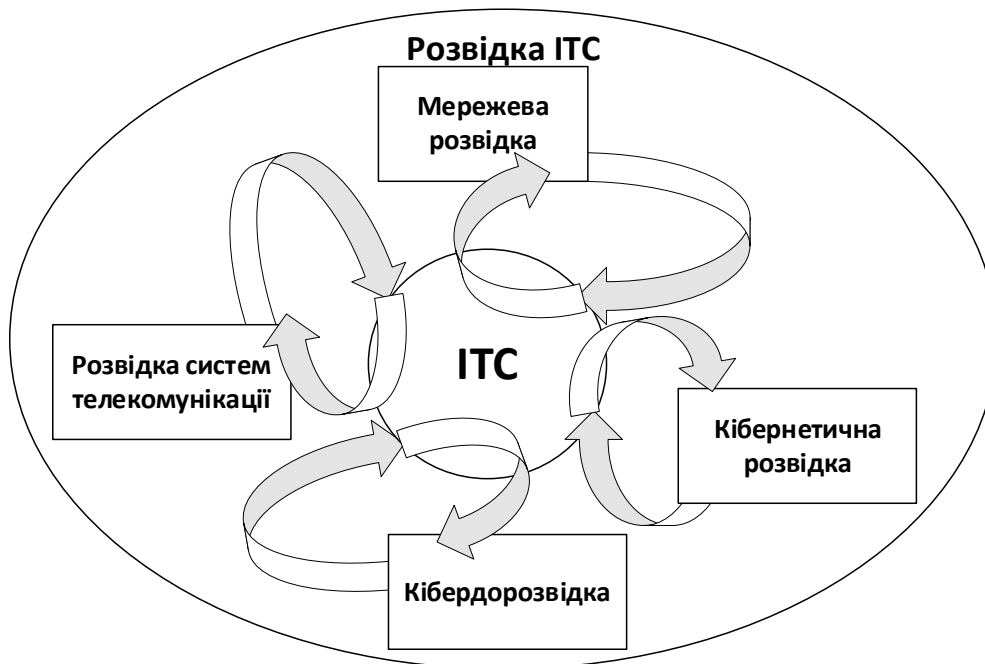 Розвідка ІТС
Мережева
розвідка
ІТС
Розвідка систем
телекомунікації
Кібернетична
розвідка
Кібердорозвідка